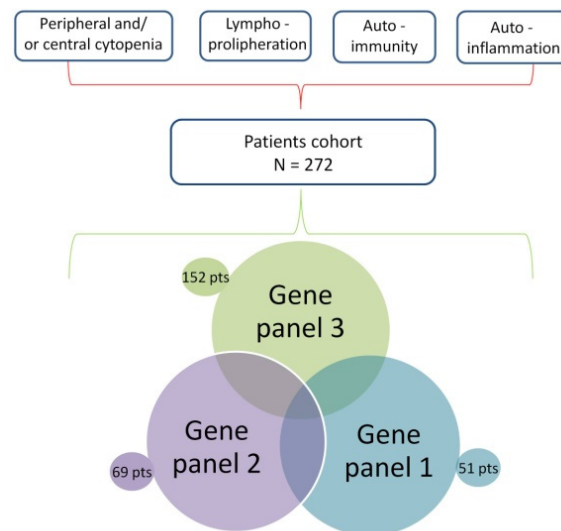 Peripheral and/
or central cytopenia
Lympho -
prolipheration
Auto -
immunity
Auto -
inflammation
Patients cohort
N = 272
152 pts
Gene
panel 3
Gene
panel 2
Gene
panel 1
69 pts
51 pts